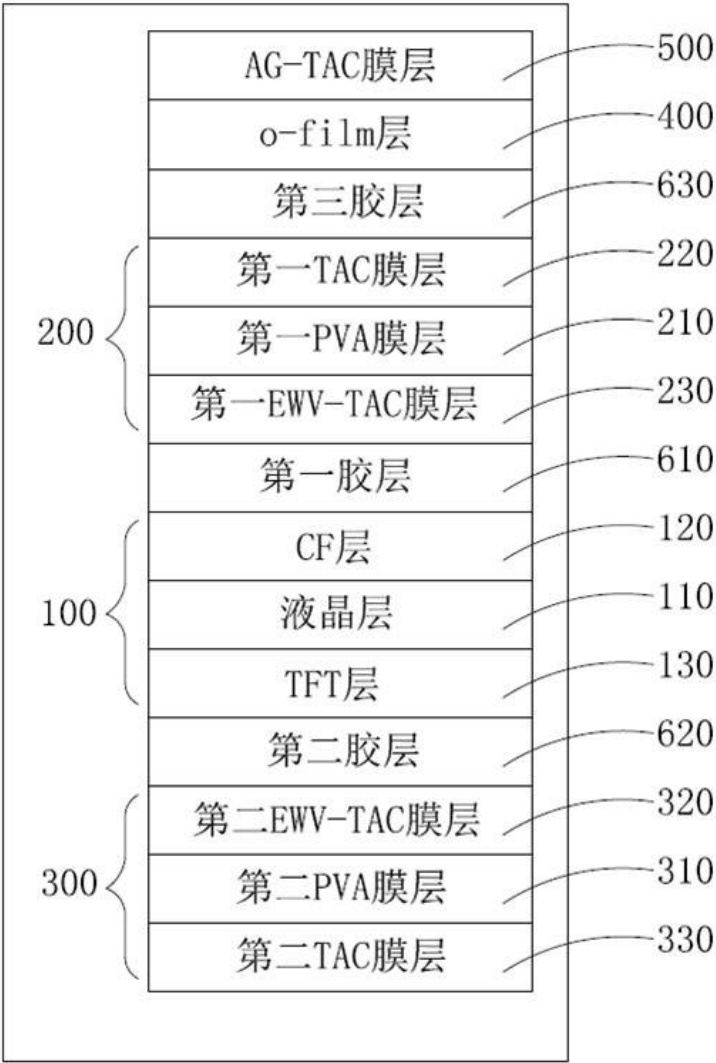 AG-TAC膜层 500
o-film层 400
第三胶层 630
第一TAC膜层 220
200 第一PVA膜层 210
第一EWV-TAC膜层 230
第一胶层 610
CF层 120
100 液晶层 110
TFT层 130
第二胶层 620
第二EWV-TAC膜层 320
300 第二PVA膜层 310
第二TAC膜层 330